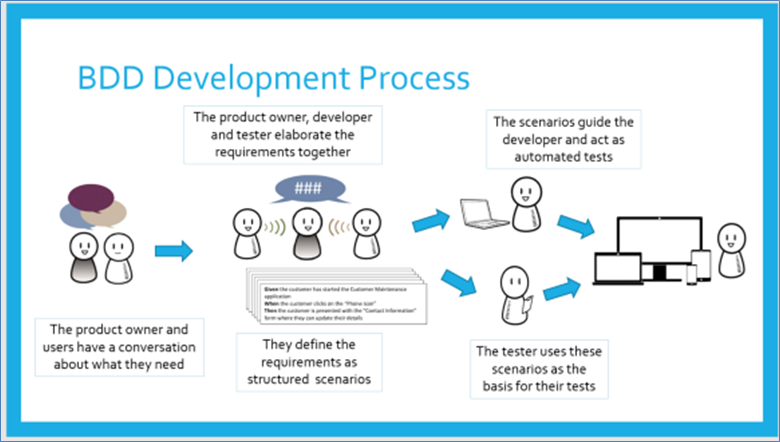 BDD Development Process
The product owner, developer
and tester elaborate the
requirements together
The scenarios guide the
developer and act as
automated tests
###
Given the customer has started the Customer Maintenance
application
When the customer clicks on the "Phone icon"
Then the customer is presented with the "Contact Information"
form where they can update their details
The product owner and
users have a conversation
about what they need
They define the
requirements as
structured scenarios
The tester uses these
scenarios as the
basis for their tests